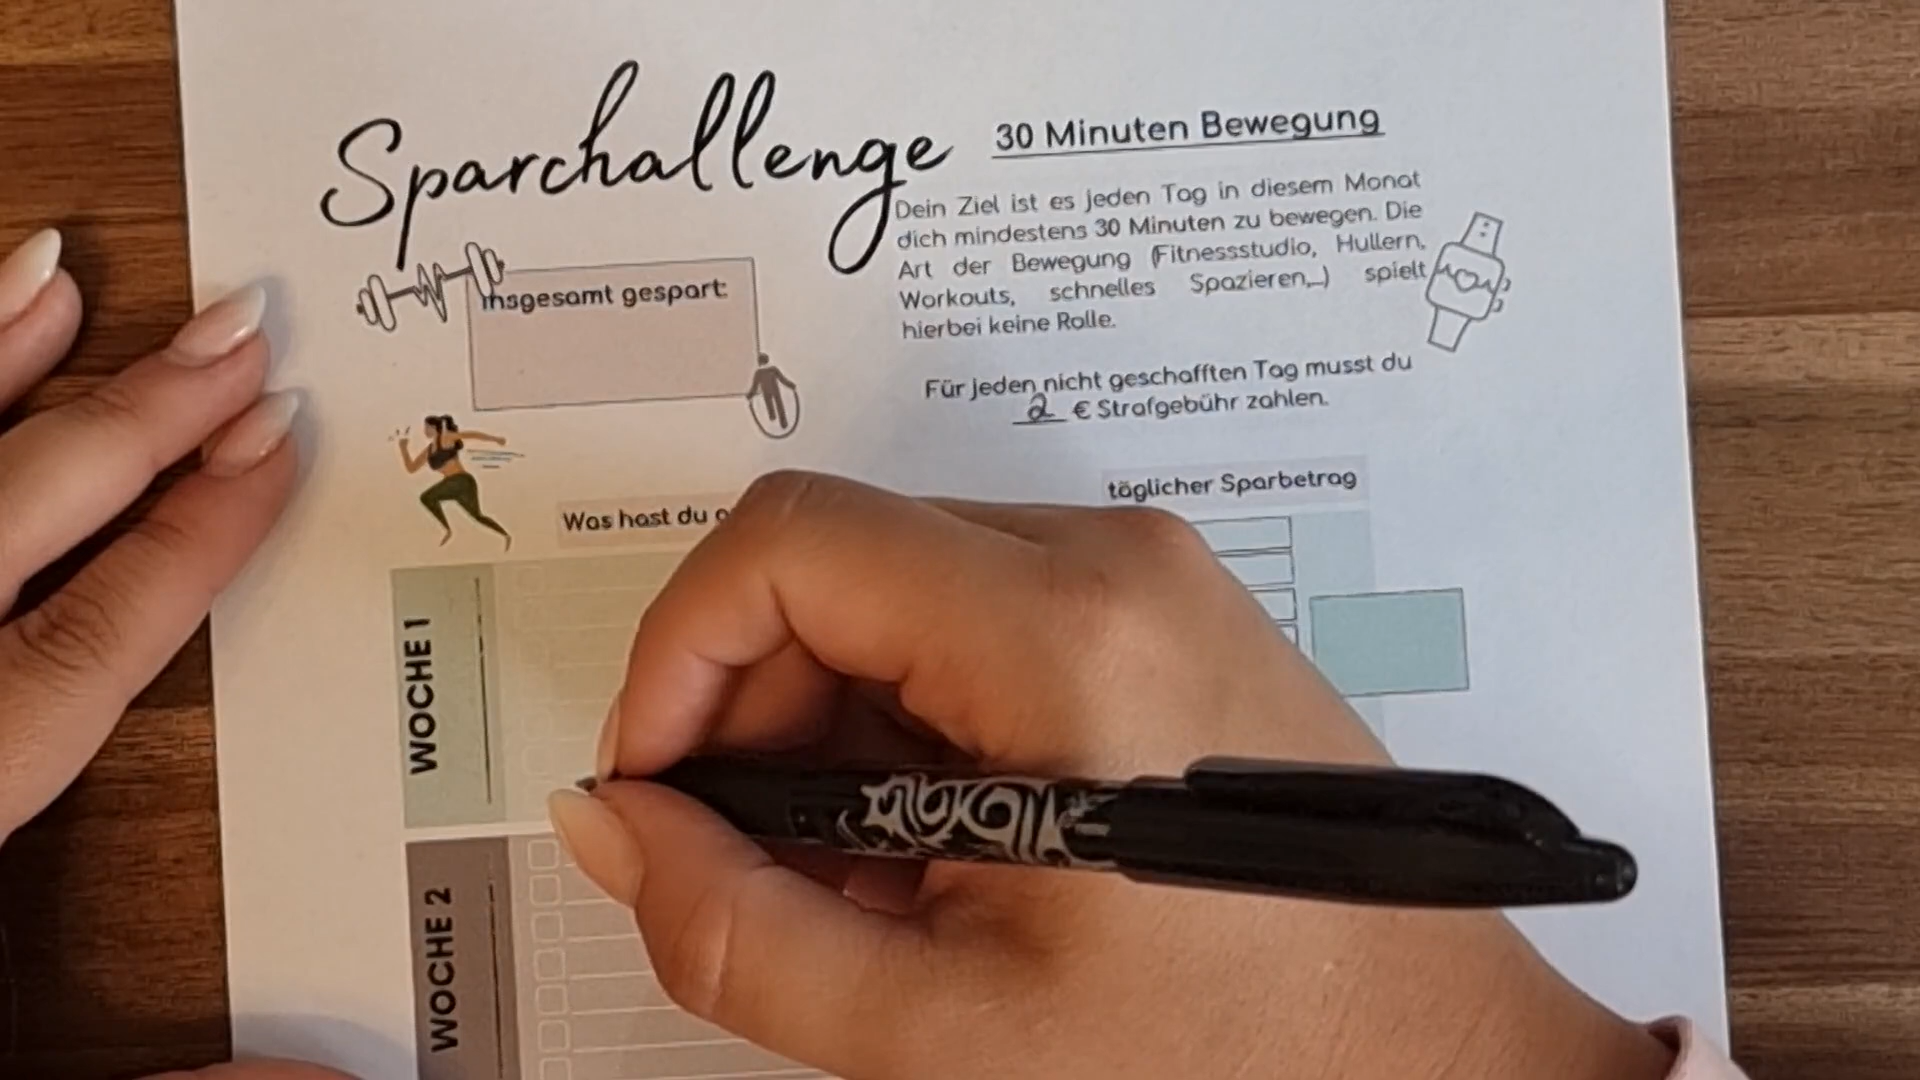 Sparchallenge
30 Minuten Bewegung
Dein Ziel ist es jeden Tag in diesem Monat
dich mindestens 30 Minuten zu bewegen. Die
Art der Bewegung (Fitnessstudio, Hullern,
Workouts, schnelles Spazieren,...) spielt
hierbei keine Rolle.
insgesamt gespart:
Für jeden nicht geschafften Tag musst du
2 € Strafgebühr zahlen.
täglicher Sparbetrag
Was hast du
WOCHE 1
WOCHE 2